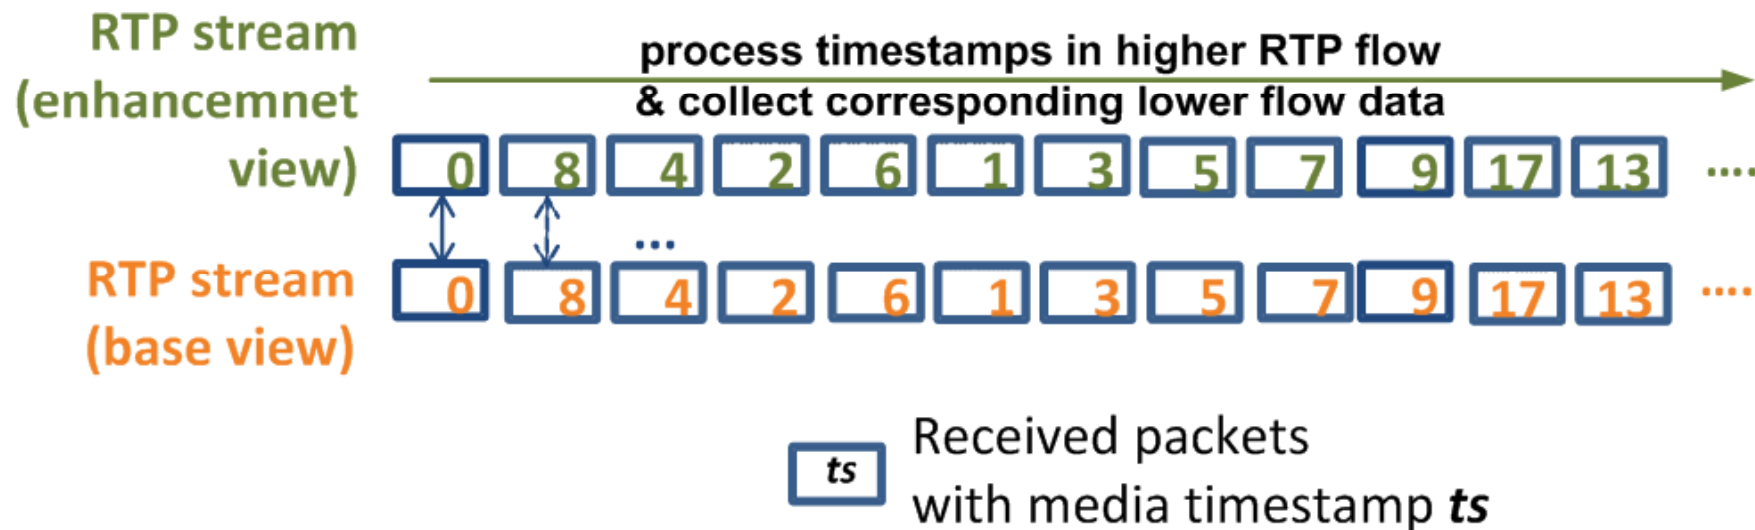 RTP stream
(enhancemnet
view)
process timestamps in higher RTP flow
& collect corresponding lower flow data
0 8 4 2 6 1 3 5 7 9 17 13 ....
...
RTP stream
(base view)
0 8 4 2 6 1 3 5 7 9 17 13 ....
ts
Received packets
with media timestamp ts